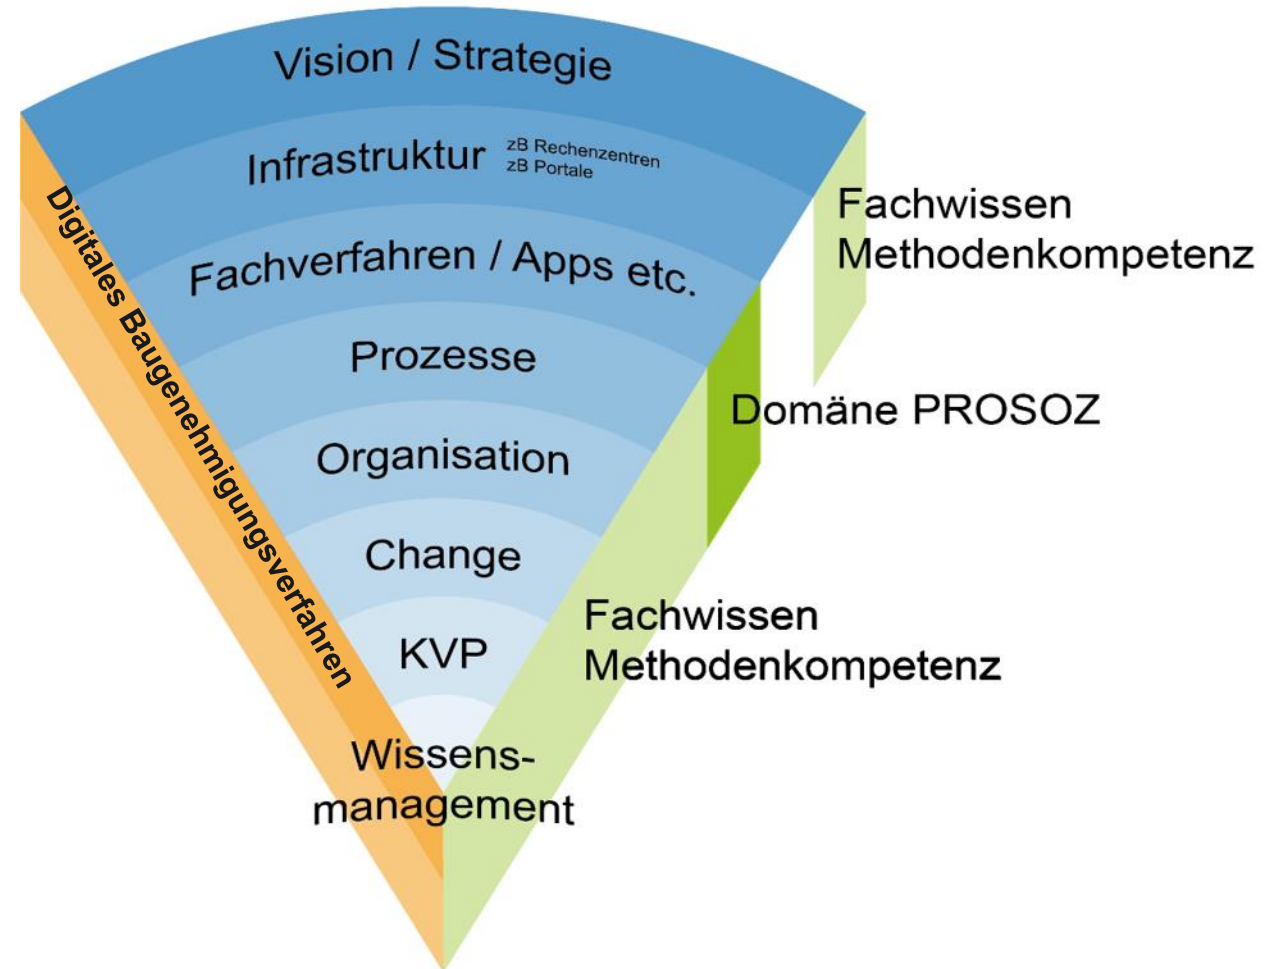 Vision / Strategie
Infrastruktur
zB Rechenzentren
zB Portale
Fachverfahren / Apps etc.
Prozesse
Organisation
Change
KVP
Wissens-
management
Digitales Baugenehmigungsverfahren
Fachwissen
Methodenkompetenz
Domäne PROSOZ
Fachwissen
Methodenkompetenz